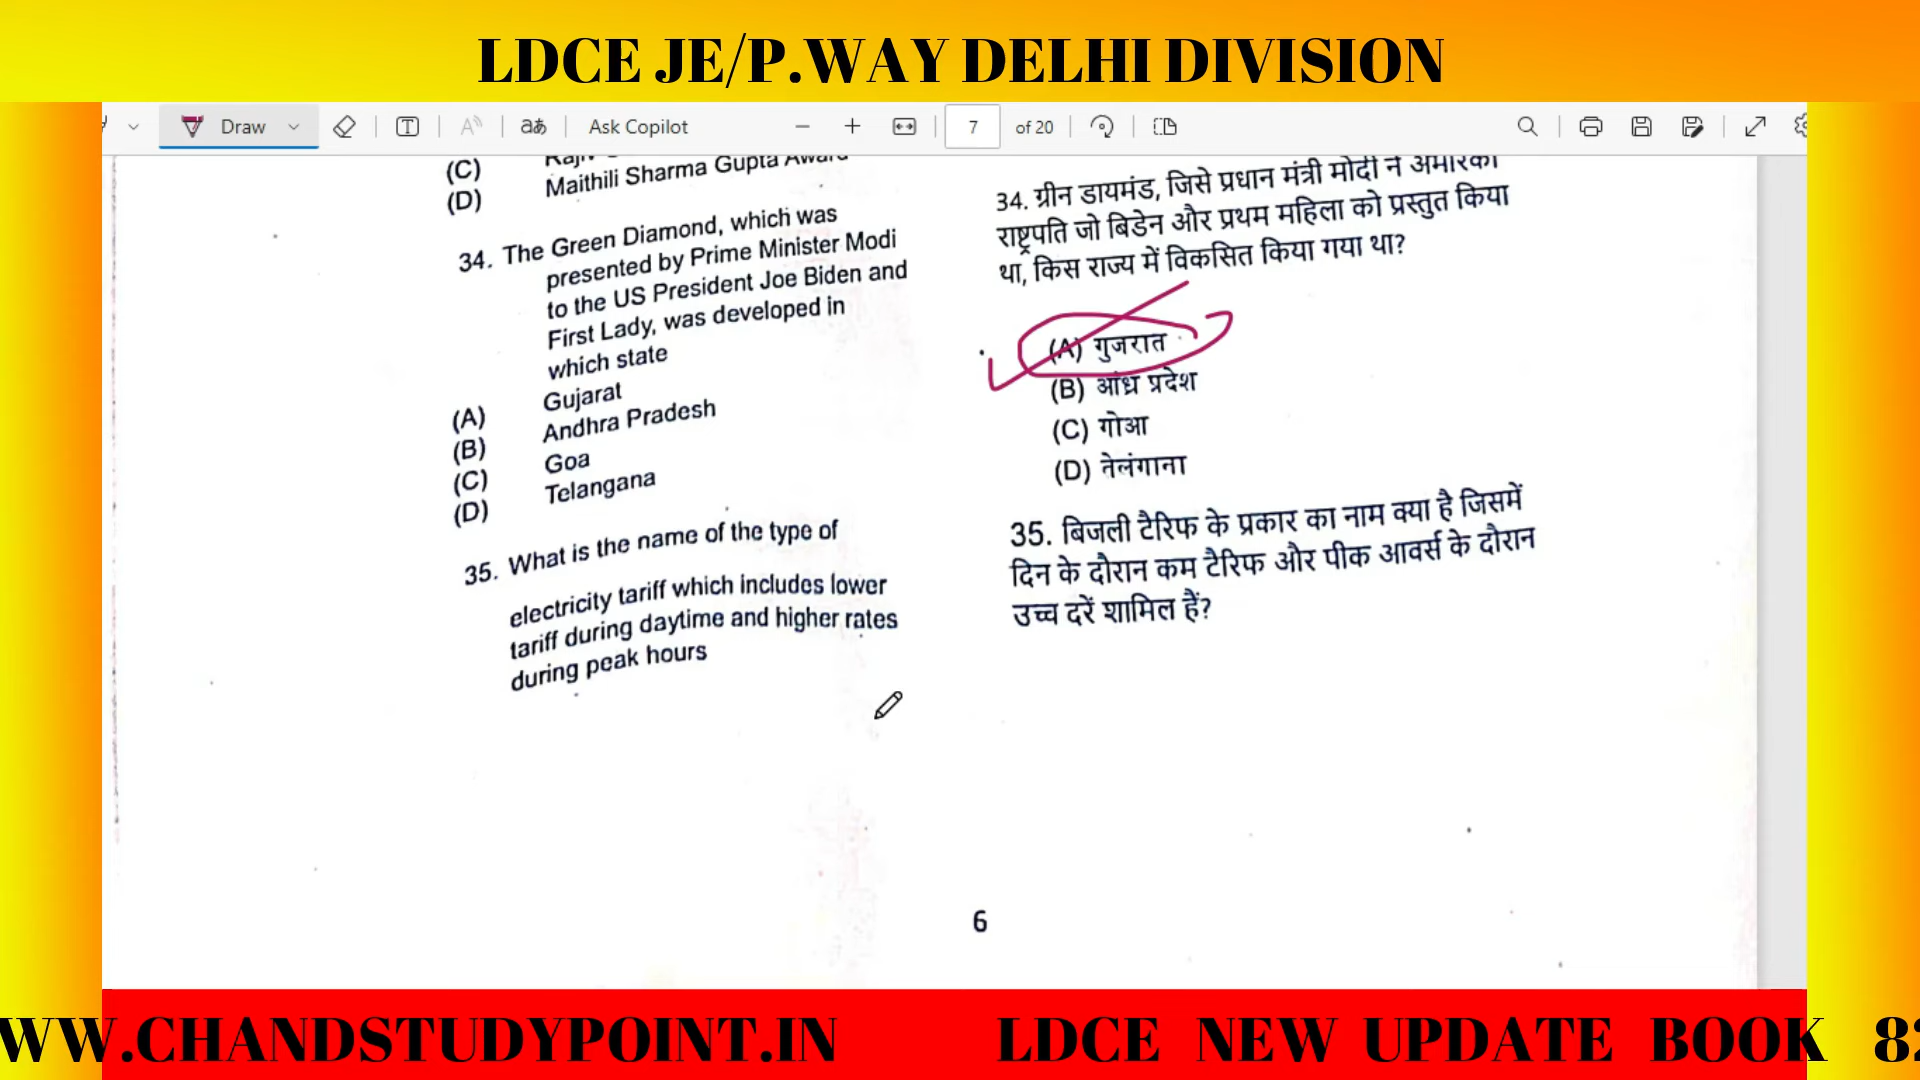 LDCE JE/P.WAY DELHI DIVISION
Draw
aあ
Ask Copilot
7
of 20
(C)
(D)
Maithili Sharma Gupta Award
34. The Green Diamond, which was
presented by Prime Minister Modi
to the US President Joe Biden and
First Lady, was developed in
which state
(A) Gujarat
(B) Andhra Pradesh
(C) Goa
(D) Telangana
35. What is the name of the type of
electricity tariff which includes lower
tariff during daytime and higher rates
during peak hours
34. ग्रीन डायमंड, जिसे प्रधान मंत्री मोदी ने अमरिका
राष्ट्रपति जो बिडेन और प्रथम महिला को प्रस्तुत किया
था, किस राज्य में विकसित किया गया था?
(A) गुजरात
(B) आंध्र प्रदेश
(C) गोआ
(D) तेलंगाना
35. बिजली टैरिफ के प्रकार का नाम क्या है जिसमें
दिन के दौरान कम टैरिफ और पीक आवर्स के दौरान
उच्च दरें शामिल हैं?
6
WW.CHANDSTUDYPOINT.IN LDCE NEW UPDATE BOOK 82